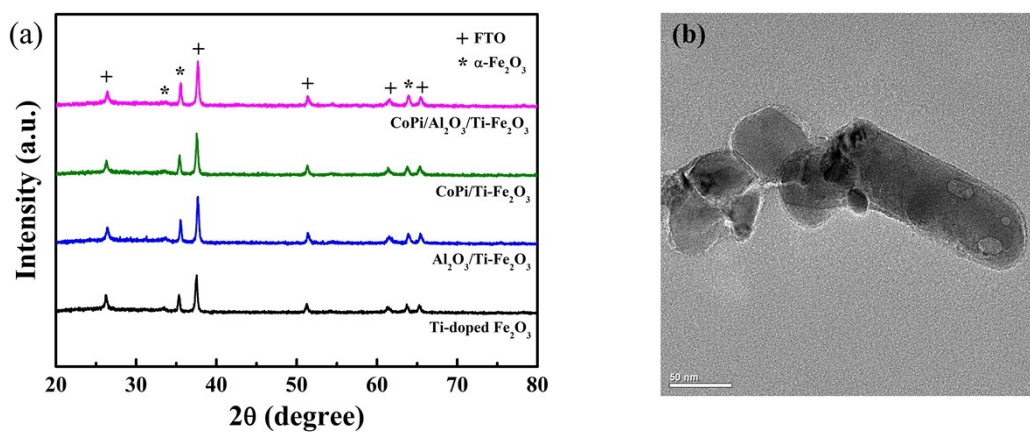 (a)
+ FTO
* α-Fe₂O₃
+
*
*
+
+
+
*
+
CoPi/Al₂O₃/Ti-Fe₂O₃
CoPi/Ti-Fe₂O₃
Al₂O₃/Ti-Fe₂O₃
Ti-doped Fe₂O₃
Intensity (a.u.)
20 30 40 50 60 70 80
2θ (degree)
(b)
50 nm